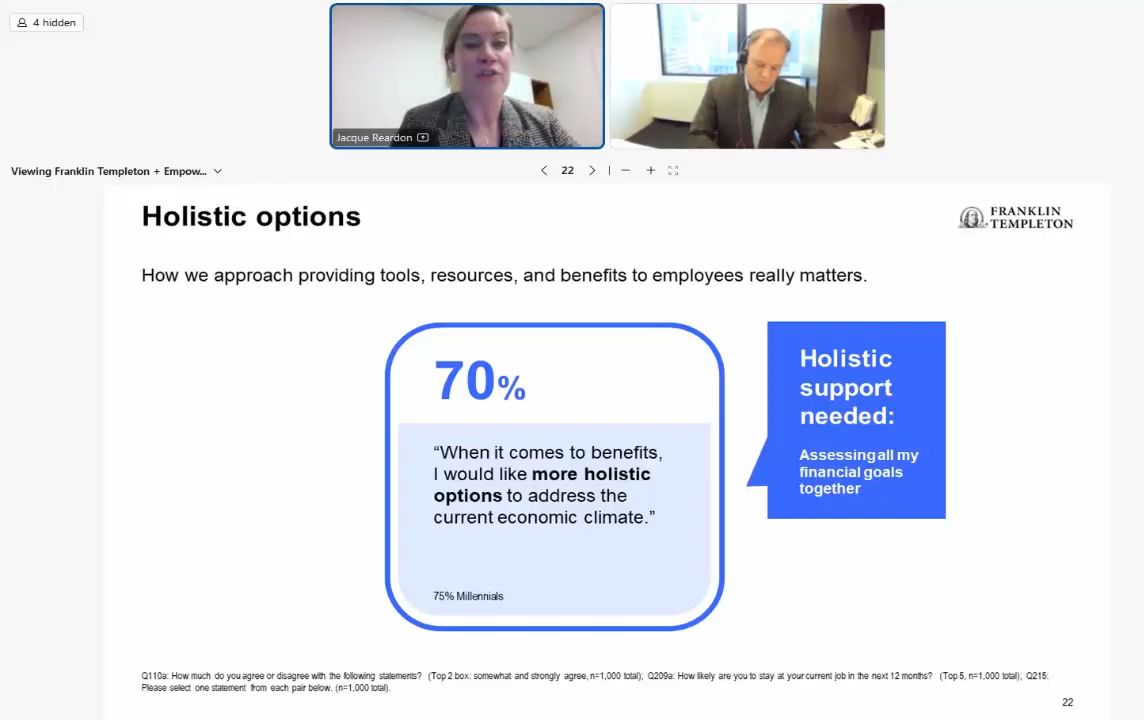 4 hidden
Jacque Reardon
Viewing Franklin Templeton + Empow...
22
Holistic options
FRANKLIN
TEMPLETON
How we approach providing tools, resources, and benefits to employees really matters.
70%
“When it comes to benefits,
I would like more holistic
options to address the
current economic climate.”
75% Millennials
Holistic
support
needed:
Assessing all my
financial goals
together
Q110a: How much do you agree or disagree with the following statements? (Top 2 box: somewhat and strongly agree, n=1,000 total); Q209a: How likely are you to stay at your current job in the next 12 months? (Top 5, n=1,000 total), Q215:
Please select one statement from each pair below. (n=1,000 total).
22